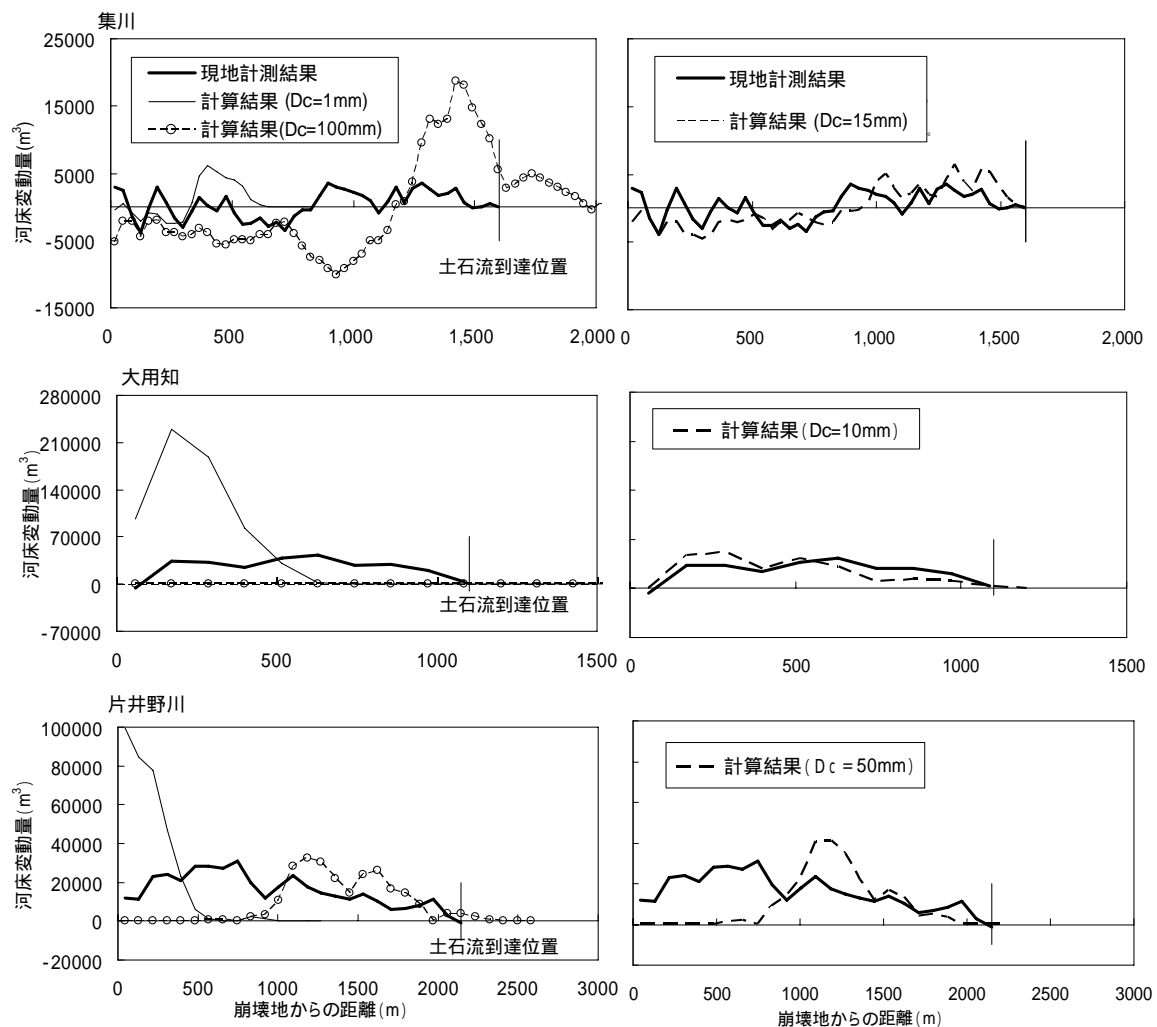 集川
25000
15000
5000
-5000
-15000
河床変動量(m³)
現地計測結果
計算結果 (Dc=1mm)
計算結果(Dc=100mm)
土石流到達位置
0 500 1,000 1,500 2,000
現地計測結果
計算結果 (Dc=15mm)
0 500 1,000 1,500 2,000
大用知
280000
210000
140000
70000
0
-70000
河床変動量(m³)
土石流到達位置
0 500 1000 1500
計算結果(Dc=10mm)
0 500 1000 1500
片井野川
100000
80000
60000
40000
20000
0
-20000
河床変動量(m³)
土石流到達位置
0 500 1000 1500 2000 2500 3000
崩壊地からの距離(m)
計算結果(Dc=50mm)
0 500 1000 1500 2000 2500 3000
崩壊地からの距離(m)